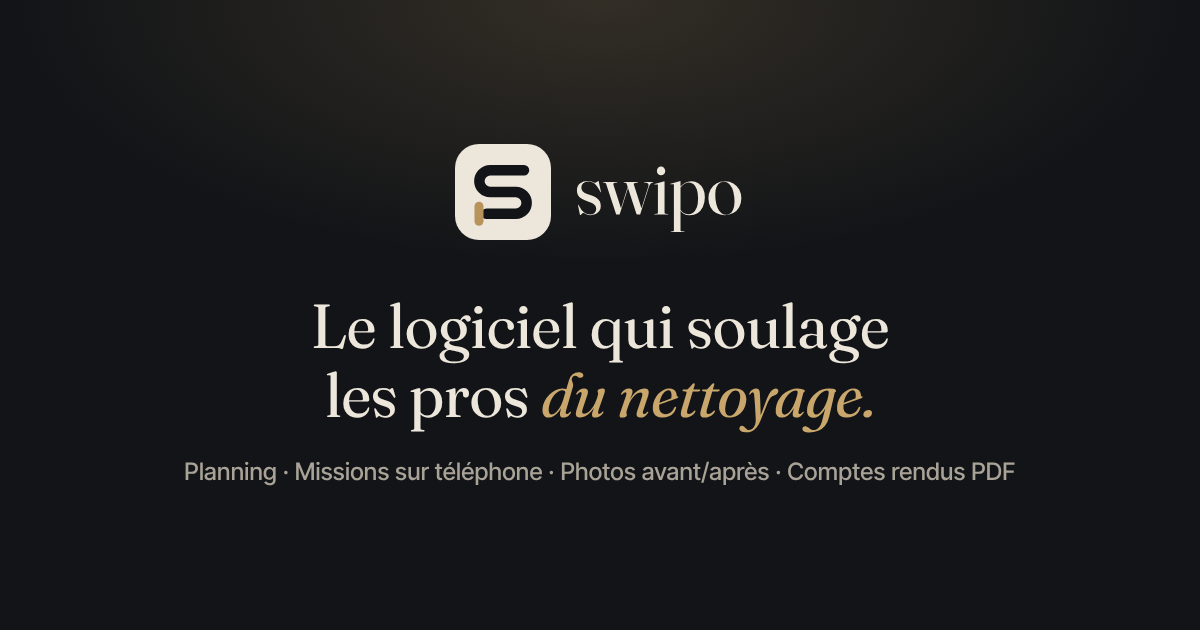 swipo
Le logiciel qui soulage
les pros du nettoyage.
Planning · Missions sur téléphone · Photos avant/après · Comptes rendus PDF